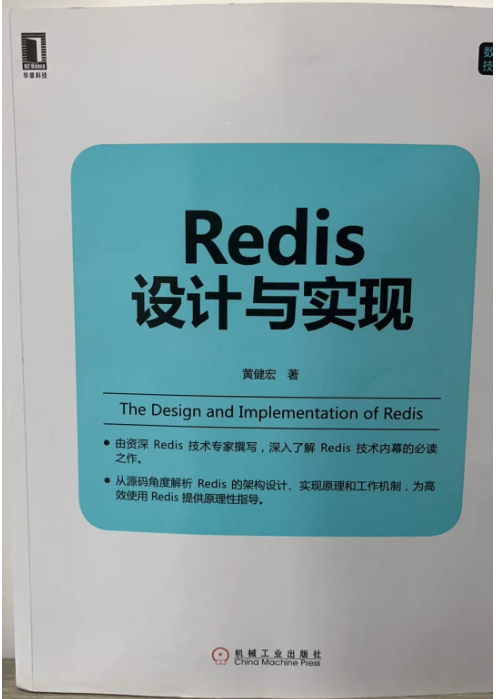 HZ BOOKS
华章科技
数
技
Redis
设计与实现
黄健宏 著
The Design and Implementation of Redis
● 由资深 Redis 技术专家撰写，深入了解 Redis 技术内幕的必读
之作。
● 从源码角度解析 Redis 的架构设计、实现原理和工作机制，为高
效使用 Redis 提供原理性指导。
机械工业出版社
China Machine Press